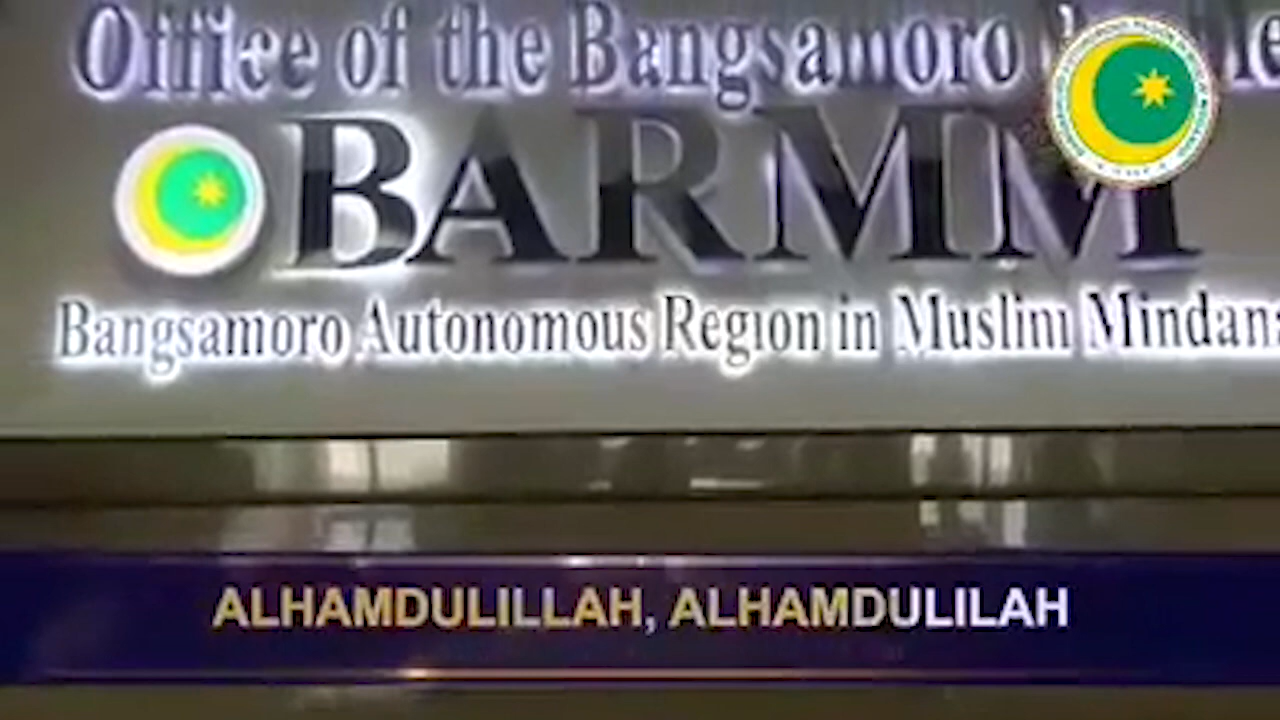 Office of the Bangsamoro
BARMM
Bangsamoro Autonomous Region in Muslim
ALHAMDULILLAH, ALHAMDULILAH